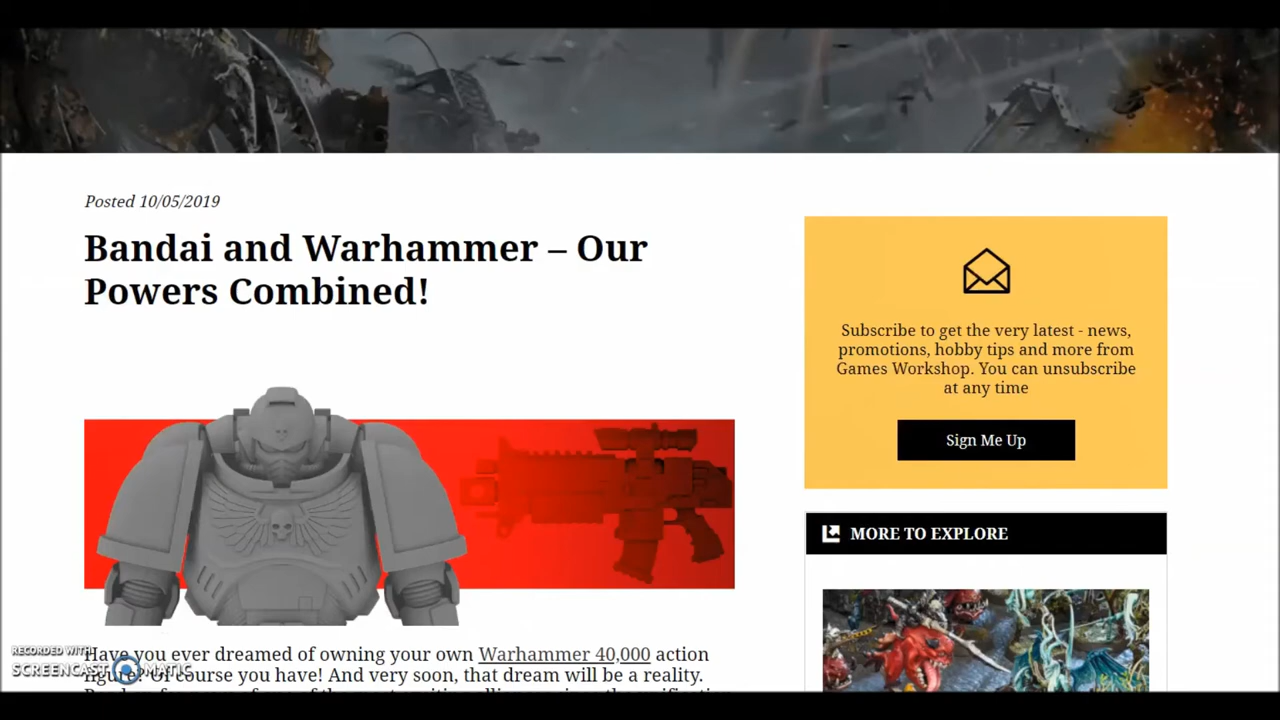 Posted 10/05/2019
Bandai and Warhammer – Our
Powers Combined!
Have you ever dreamed of owning your own Warhammer 40,000 action
figure? Of course you have! And very soon, that dream will be a reality.
Subscribe to get the very latest - news,
promotions, hobby tips and more from
Games Workshop. You can unsubscribe
at any time
Sign Me Up
MORE TO EXPLORE
RECORDED WITH
SCREENCAST MATIC